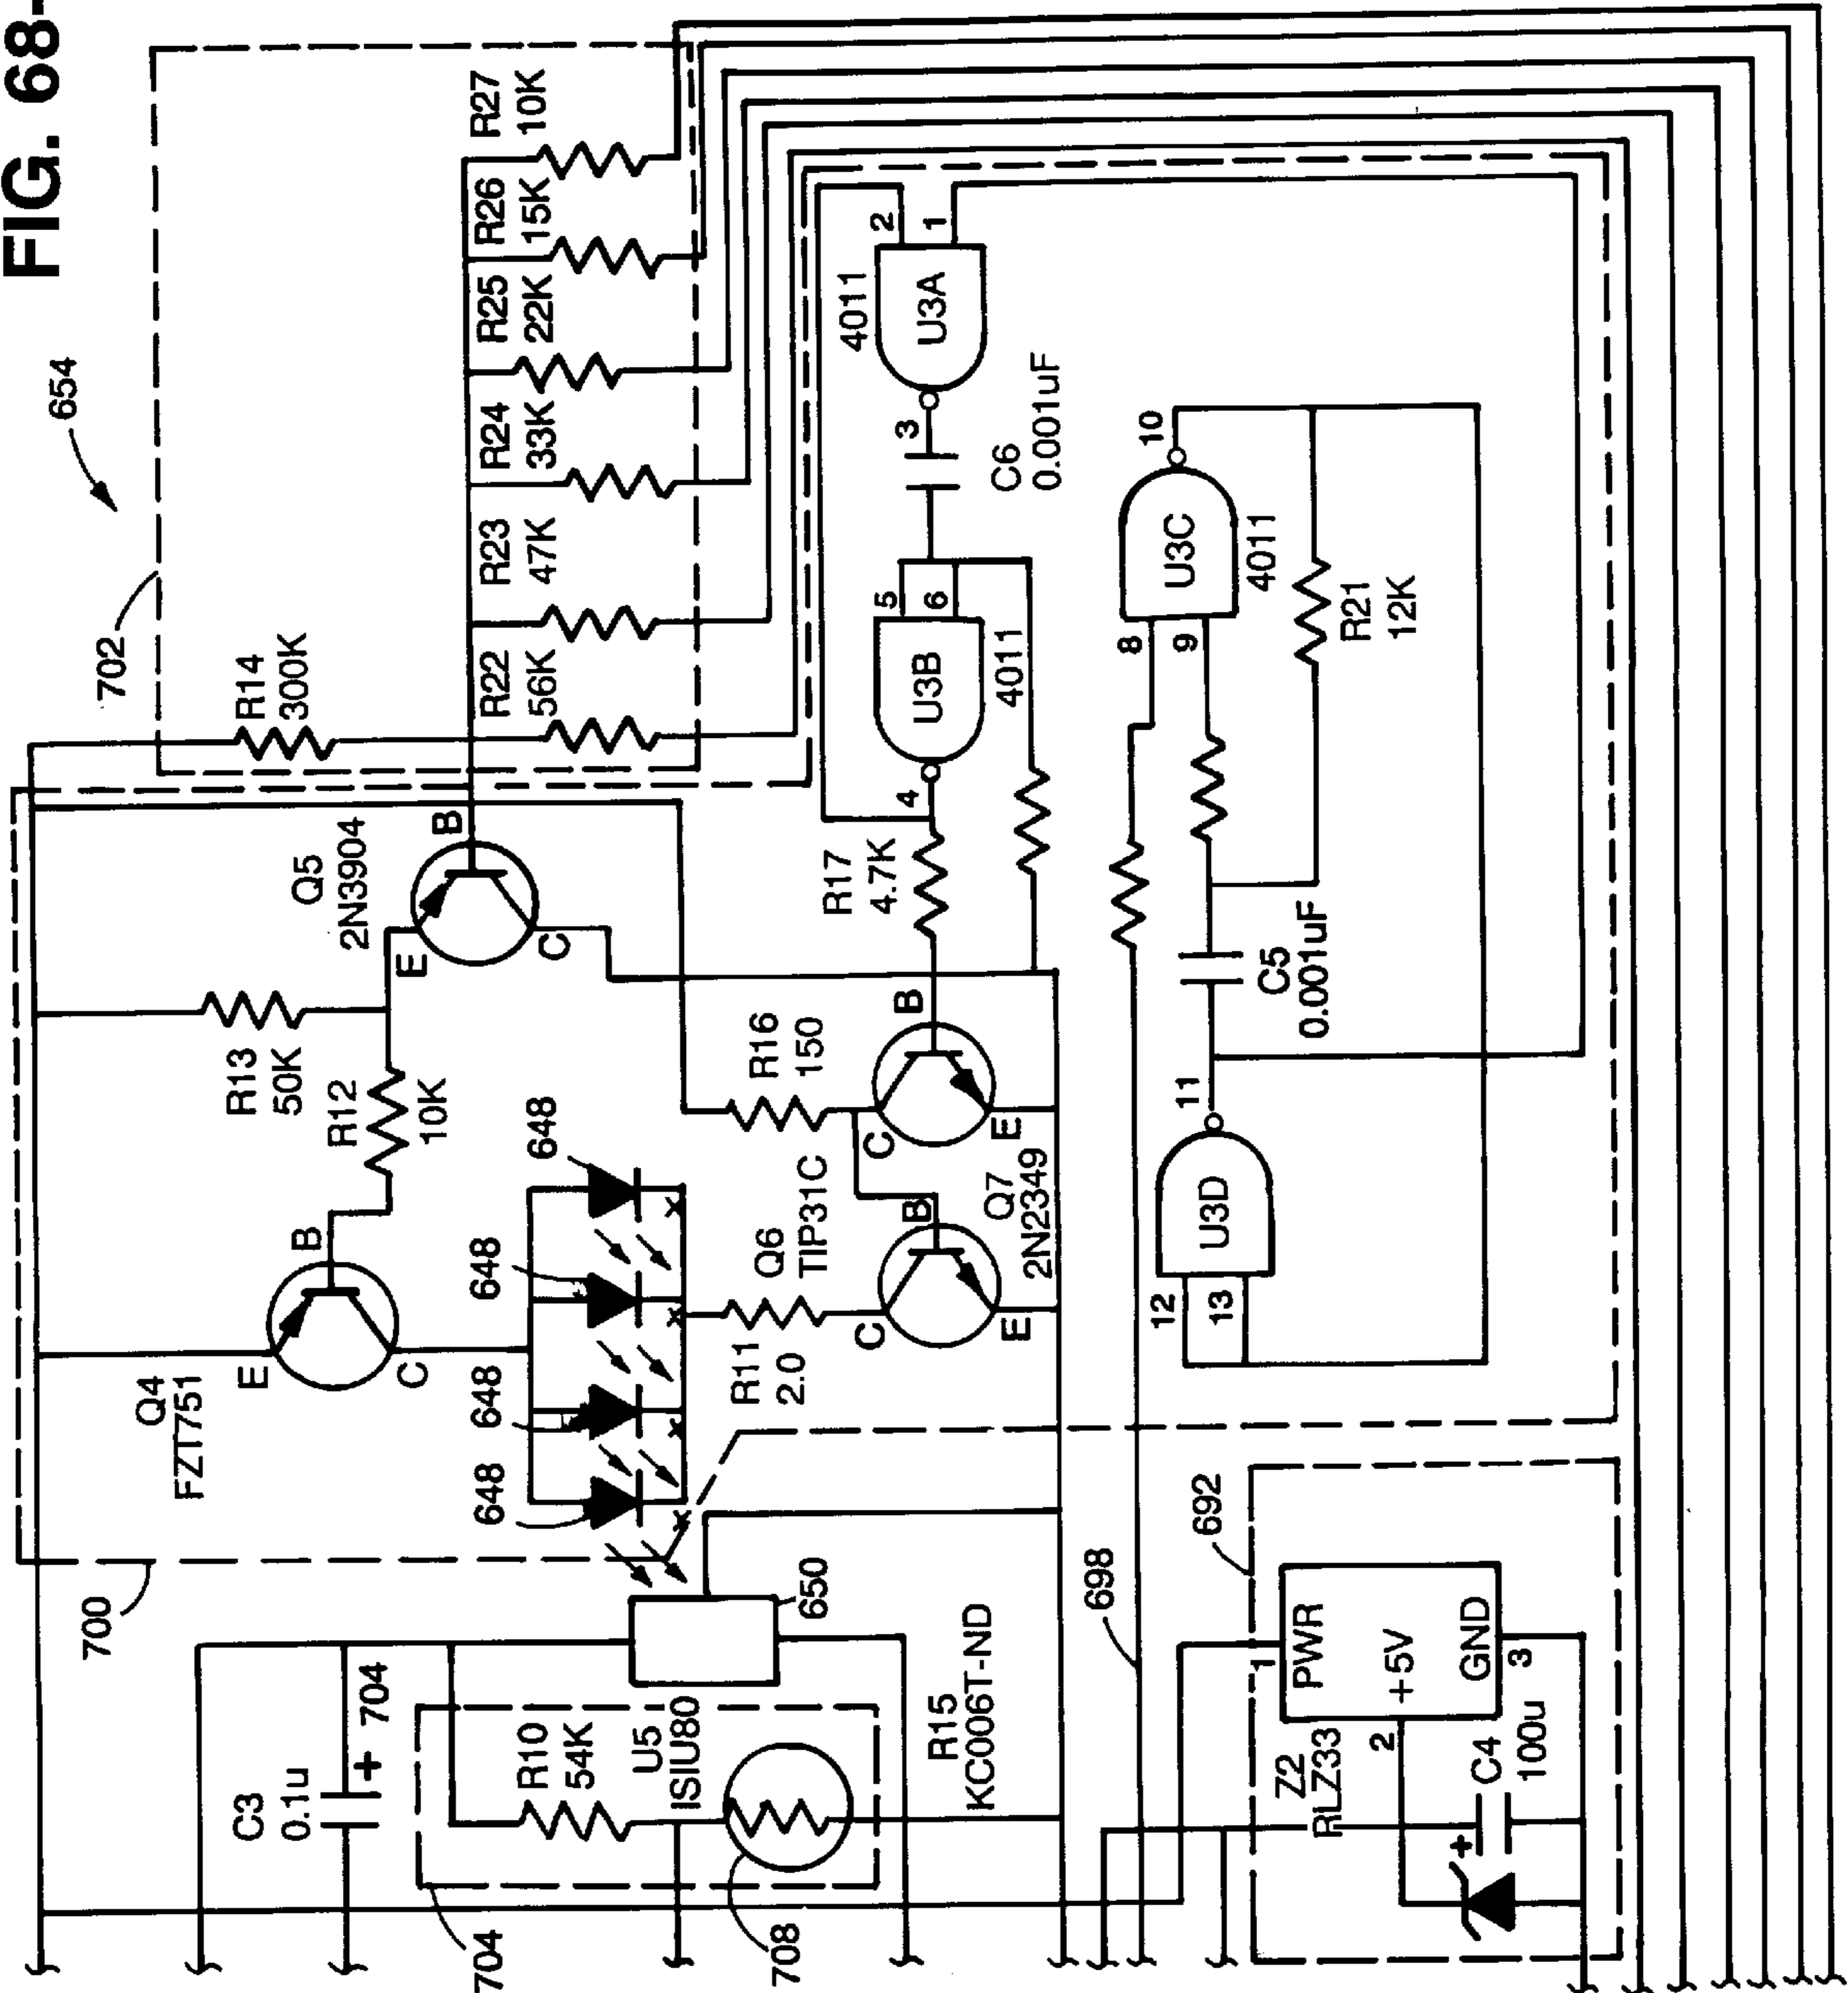 FIG. 68-
654
702
R14
300K
R22
56K
R23
47K
R24
33K
R25
22K
R26
15K
R27
10K
Q5
2N3904
B
E
C
R13
50K
R12
10K
Q4
FZT751
E
B
C
648
648
648
648
700
R11
2.0
Q6
TIP31C
R16
150
C
B
E
C
B
E
Q7
2N2349
R17
4.7K
4
U3B
4011
5
6
C6
0.001uF
3
4011
U3A
2
1
10
U3C
4011
8
9
R21
12K
C5
0.001uF
11
U3D
12
13
C3
0.1u
+
704
R10
54K
U5
ISIU80
650
R15
KC006T-ND
704
708
698
692
1
PWR
+5V
GND
2
3
Z2
RLZ33
+
C4
100u